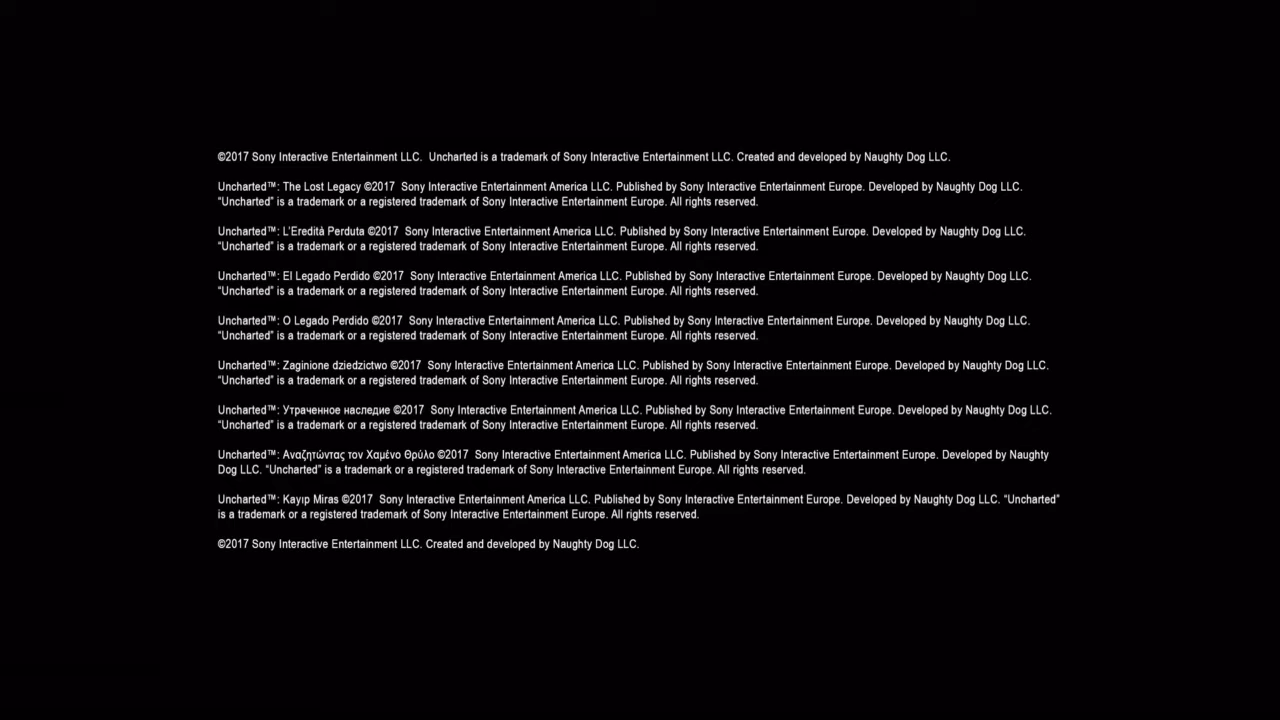 ©2017 Sony Interactive Entertainment LLC.  Uncharted is a trademark of Sony Interactive Entertainment LLC. Created and developed by Naughty Dog LLC.
Uncharted™: The Lost Legacy ©2017  Sony Interactive Entertainment America LLC. Published by Sony Interactive Entertainment Europe. Developed by Naughty Dog LLC.
“Uncharted” is a trademark or a registered trademark of Sony Interactive Entertainment Europe. All rights reserved.
Uncharted™: L’Eredità Perduta ©2017  Sony Interactive Entertainment America LLC. Published by Sony Interactive Entertainment Europe. Developed by Naughty Dog LLC.
“Uncharted” is a trademark or a registered trademark of Sony Interactive Entertainment Europe. All rights reserved.
Uncharted™: El Legado Perdido ©2017  Sony Interactive Entertainment America LLC. Published by Sony Interactive Entertainment Europe. Developed by Naughty Dog LLC.
“Uncharted” is a trademark or a registered trademark of Sony Interactive Entertainment Europe. All rights reserved.
Uncharted™: O Legado Perdido ©2017  Sony Interactive Entertainment America LLC. Published by Sony Interactive Entertainment Europe. Developed by Naughty Dog LLC.
“Uncharted” is a trademark or a registered trademark of Sony Interactive Entertainment Europe. All rights reserved.
Uncharted™: Zaginione dziedzictwo ©2017  Sony Interactive Entertainment America LLC. Published by Sony Interactive Entertainment Europe. Developed by Naughty Dog LLC.
“Uncharted” is a trademark or a registered trademark of Sony Interactive Entertainment Europe. All rights reserved.
Uncharted™: Утраченное наследие ©2017  Sony Interactive Entertainment America LLC. Published by Sony Interactive Entertainment Europe. Developed by Naughty Dog LLC.
“Uncharted” is a trademark or a registered trademark of Sony Interactive Entertainment Europe. All rights reserved.
Uncharted™: Αναζητώντας τον Χαμένο Θρύλο ©2017  Sony Interactive Entertainment America LLC. Published by Sony Interactive Entertainment Europe. Developed by Naughty
Dog LLC. “Uncharted” is a trademark or a registered trademark of Sony Interactive Entertainment Europe. All rights reserved.
Uncharted™: Kayıp Miras ©2017  Sony Interactive Entertainment America LLC. Published by Sony Interactive Entertainment Europe. Developed by Naughty Dog LLC. “Uncharted”
is a trademark or a registered trademark of Sony Interactive Entertainment Europe. All rights reserved.
©2017 Sony Interactive Entertainment LLC. Created and developed by Naughty Dog LLC.